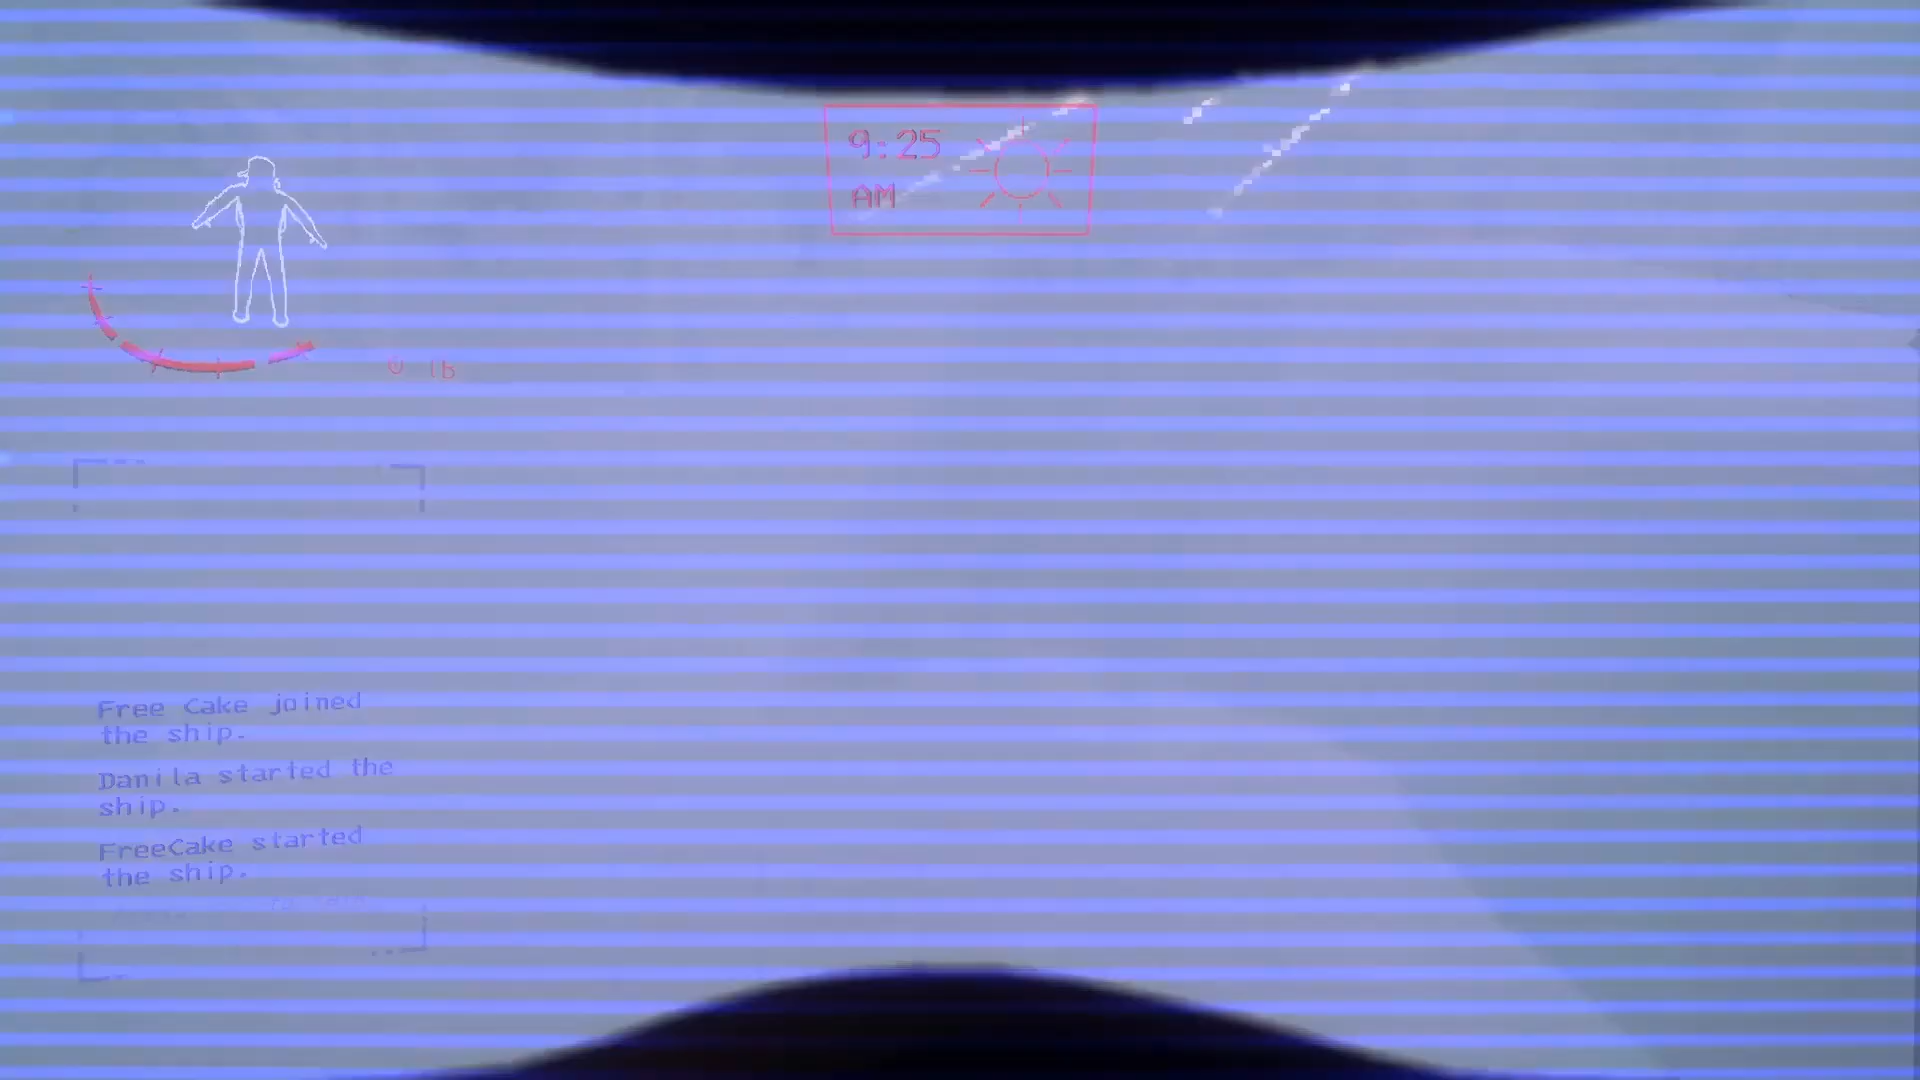 9:25
AM
0 lb
Free Cake joined
the ship.
Danila started the
ship.
FreeCake started
the ship.